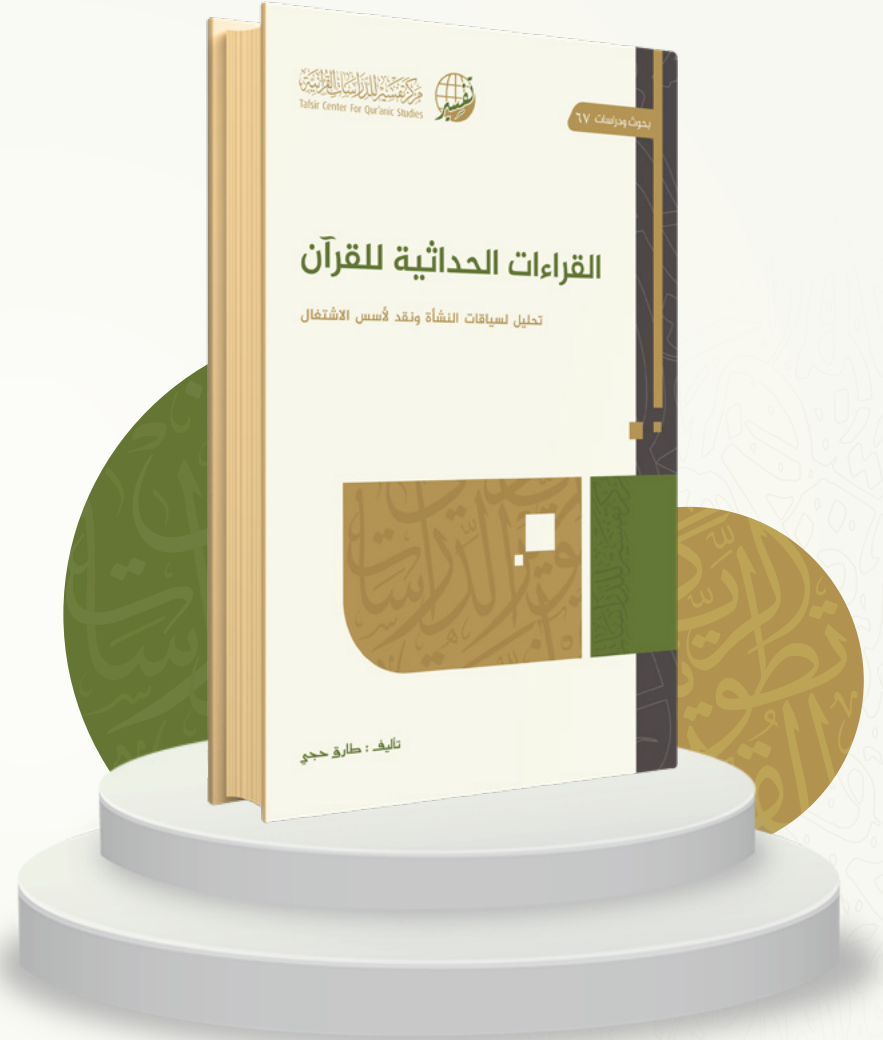 مركز تفسير للدراسات القرآنية
تفسير
Tafsir Center For Qur'anic Studies
بحوث ودراسات ٦٧
القراءات الحداثية للقرآن
تحليل لسياقات النشأة ونقد لأسس الاشتغال
تأليف : طارق حجي